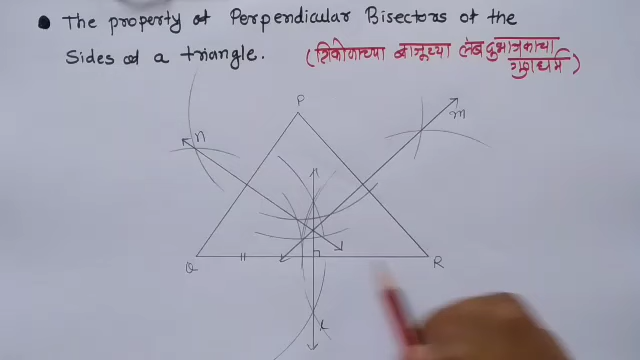 The property of Perpendicular Bisectors of the
Sides of a triangle. (त्रिकोणाच्या बाजूच्या लंबदुभाजकाचा
गुणधर्म)
P
n
m
Q
R
L